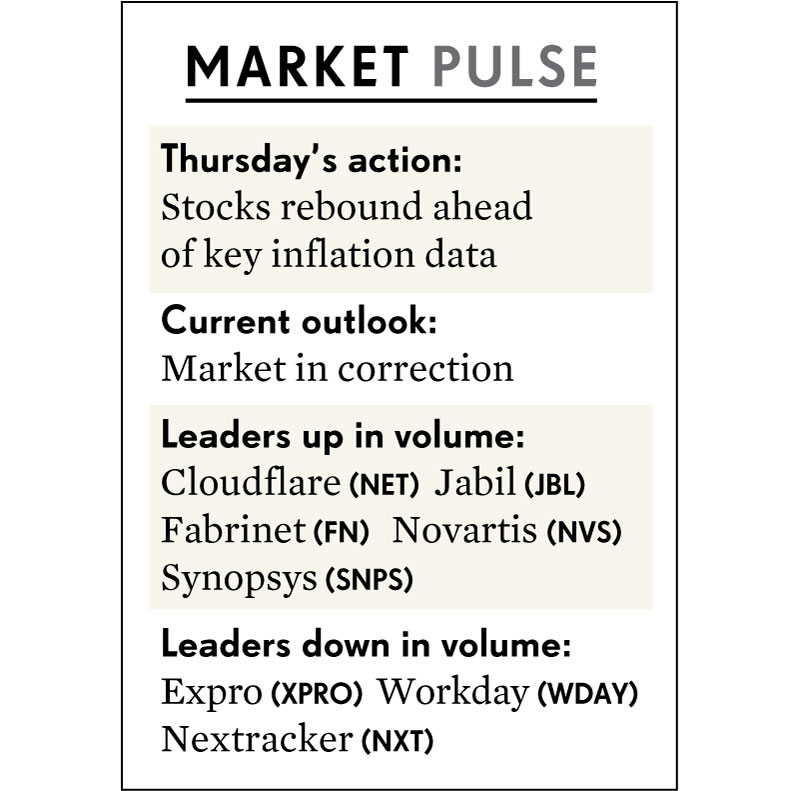 MARKET PULSE
Thursday’s action:
Stocks rebound ahead
of key inflation data
Current outlook:
Market in correction
Leaders up in volume:
Cloudflare (NET) Jabil (JBL)
Fabrinet (FN) Novartis (NVS)
Synopsys (SNPS)
Leaders down in volume:
Expro (XPRO) Workday (WDAY)
Nextracker (NXT)